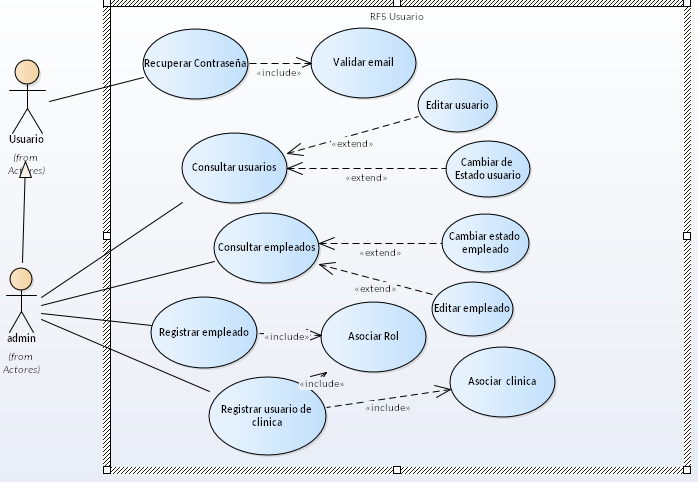 RF5 Usuario
Recuperar Contraseña
«include»
Validar email
Usuario
(from
Actores)
Editar usuario
«extend»
Consultar usuarios
«extend»
Cambiar de
Estado usuario
Consultar empleados
«extend»
Cambiar estado
empleado
«extend»
Editar empleado
admin
(from
Actores)
Registrar empleado
«include»
Asociar Rol
«include»
Registrar usuario de
clinica
«include»
Asociar clinica